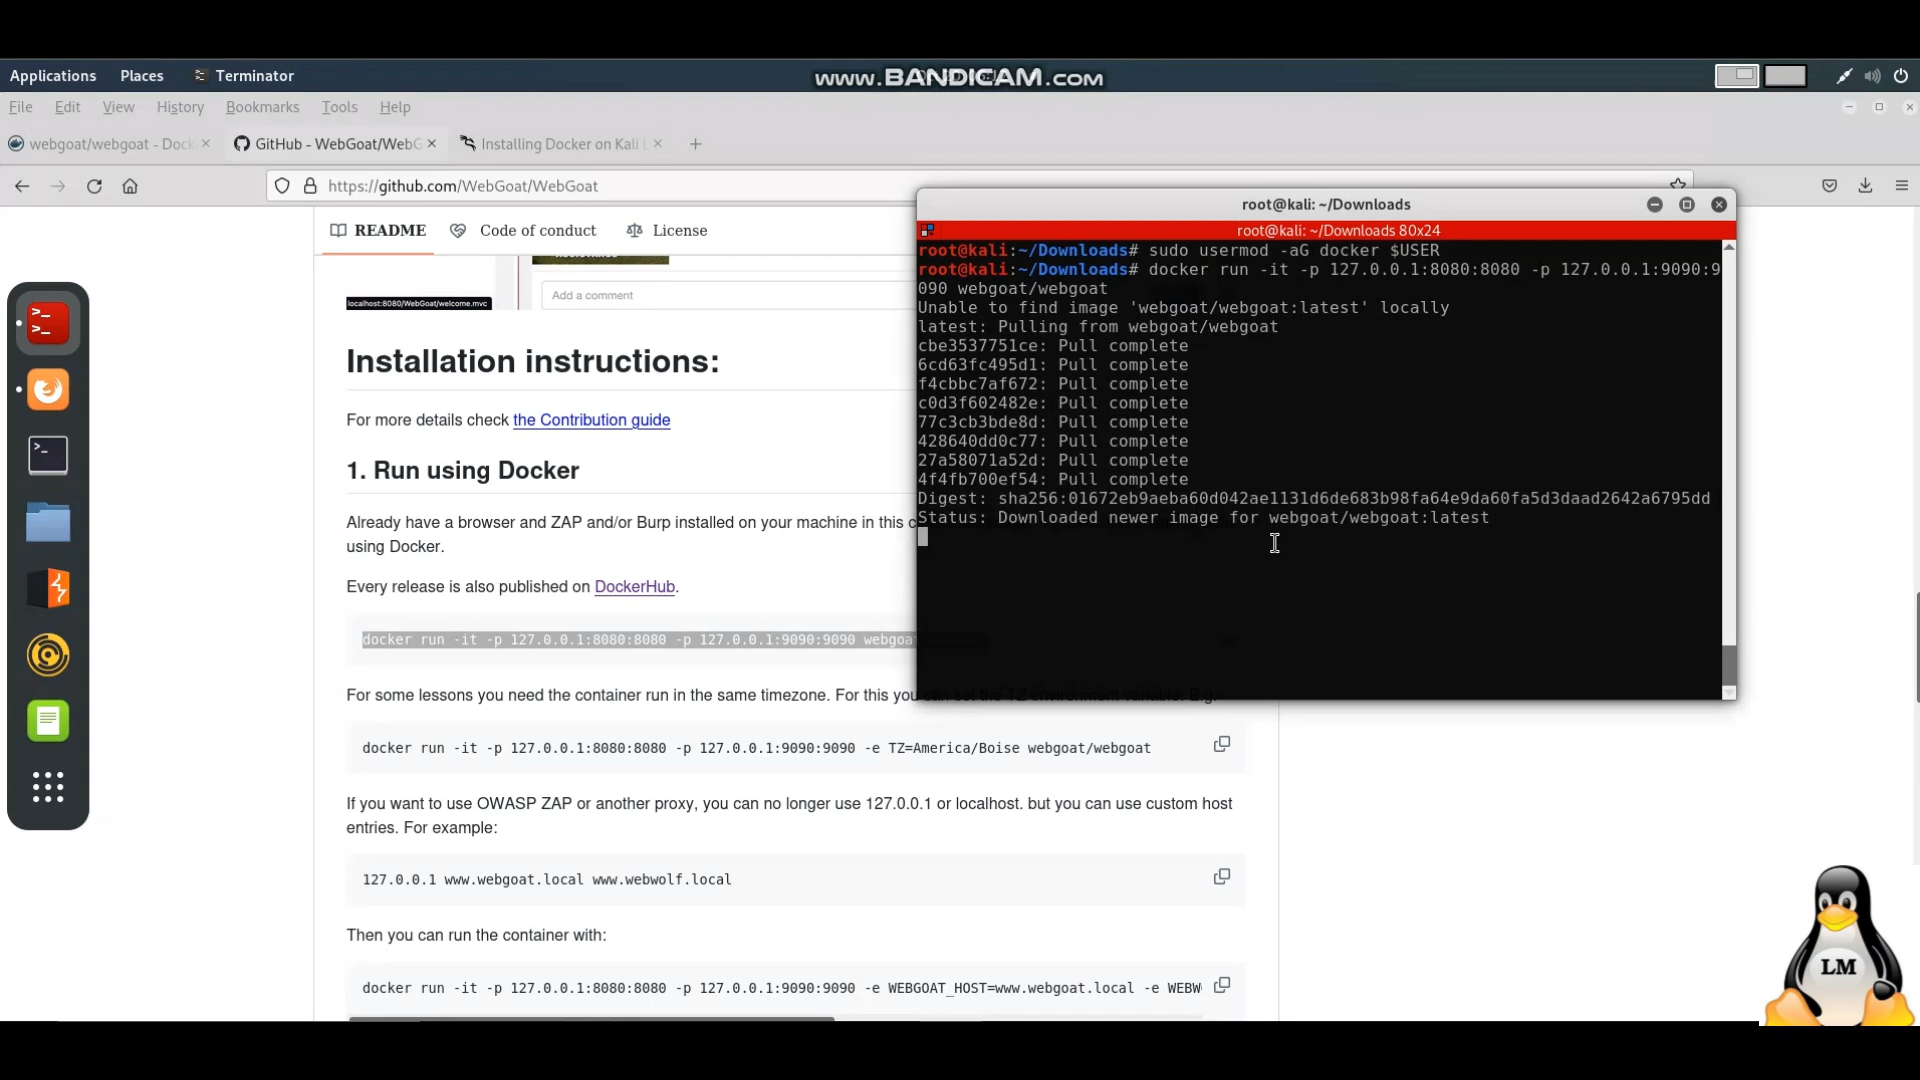 Applications Places Terminator
www.BANDICAM.com
File Edit View History Bookmarks Tools Help
webgoat/webgoat - Dock
GitHub - WebGoat/WebG
Installing Docker on Kali L
https://github.com/WebGoat/WebGoat
README Code of conduct License
localhost:8080/WebGoat/welcome.mvc
Add a comment
Installation instructions:
For more details check the Contribution guide
1. Run using Docker
Already have a browser and ZAP and/or Burp installed on your machine in this c
using Docker.
Every release is also published on DockerHub.
docker run -it -p 127.0.0.1:8080:8080 -p 127.0.0.1:9090:9090 webgoa
For some lessons you need the container run in the same timezone. For this you can set the TZ environment variable. E.g.
docker run -it -p 127.0.0.1:8080:8080 -p 127.0.0.1:9090:9090 -e TZ=America/Boise webgoat/webgoat
If you want to use OWASP ZAP or another proxy, you can no longer use 127.0.0.1 or localhost. but you can use custom host
entries. For example:
127.0.0.1 www.webgoat.local www.webwolf.local
Then you can run the container with:
docker run -it -p 127.0.0.1:8080:8080 -p 127.0.0.1:9090:9090 -e WEBGOAT_HOST=www.webgoat.local -e WEBW
root@kali: ~/Downloads
root@kali: ~/Downloads 80x24
root@kali:~/Downloads# sudo usermod -aG docker $USER
root@kali:~/Downloads# docker run -it -p 127.0.0.1:8080:8080 -p 127.0.0.1:9090:9
090 webgoat/webgoat
Unable to find image 'webgoat/webgoat:latest' locally
latest: Pulling from webgoat/webgoat
cbe3537751ce: Pull complete
6cd63fc495d1: Pull complete
f4cbbc7af672: Pull complete
c0d3f602482e: Pull complete
77c3cb3bde8d: Pull complete
428640dd0c77: Pull complete
27a58071a52d: Pull complete
4f4fb700ef54: Pull complete
Digest: sha256:01672eb9aeba60d042ae1131d6de683b98fa64e9da60fa5d3daad2642a6795dd
Status: Downloaded newer image for webgoat/webgoat:latest
LM